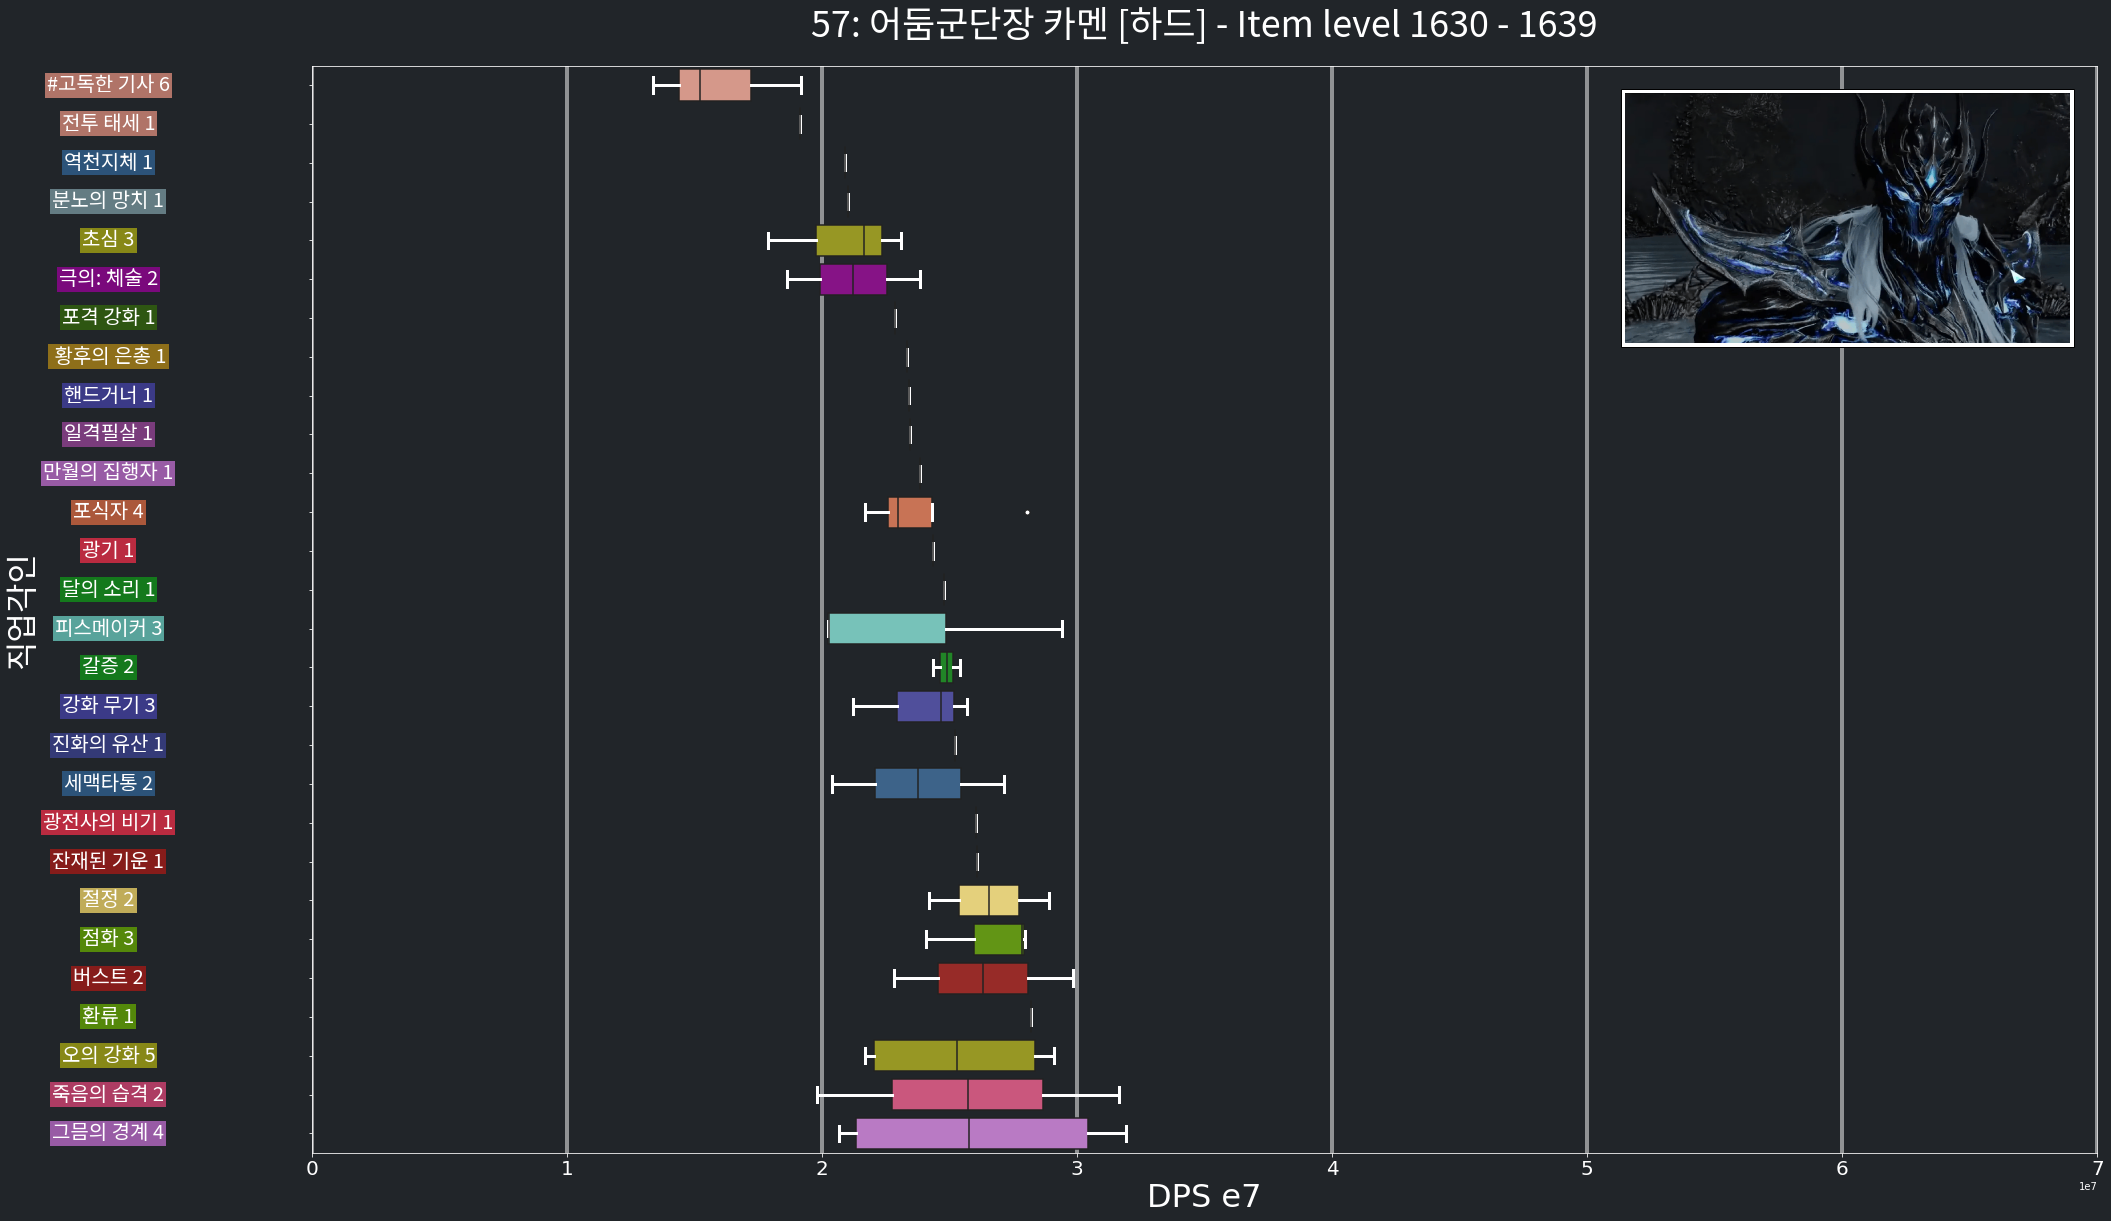 57: 어둠군단장 카멘 [하드] - Item level 1630 - 1639
#고독한 기사 6
전투 태세 1
역천지체 1
분노의 망치 1
초심 3
극의: 체술 2
포격 강화 1
황후의 은총 1
핸드거너 1
일격필살 1
만월의 집행자 1
포식자 4
광기 1
달의 소리 1
피스메이커 3
갈증 2
강화 무기 3
진화의 유산 1
세맥타통 2
광전사의 비기 1
잔재된 기운 1
절정 2
점화 3
버스트 2
환류 1
오의 강화 5
죽음의 습격 2
그믐의 경계 4
직업각인
0 1 2 3 4 5 6 7
1e7
DPS e7